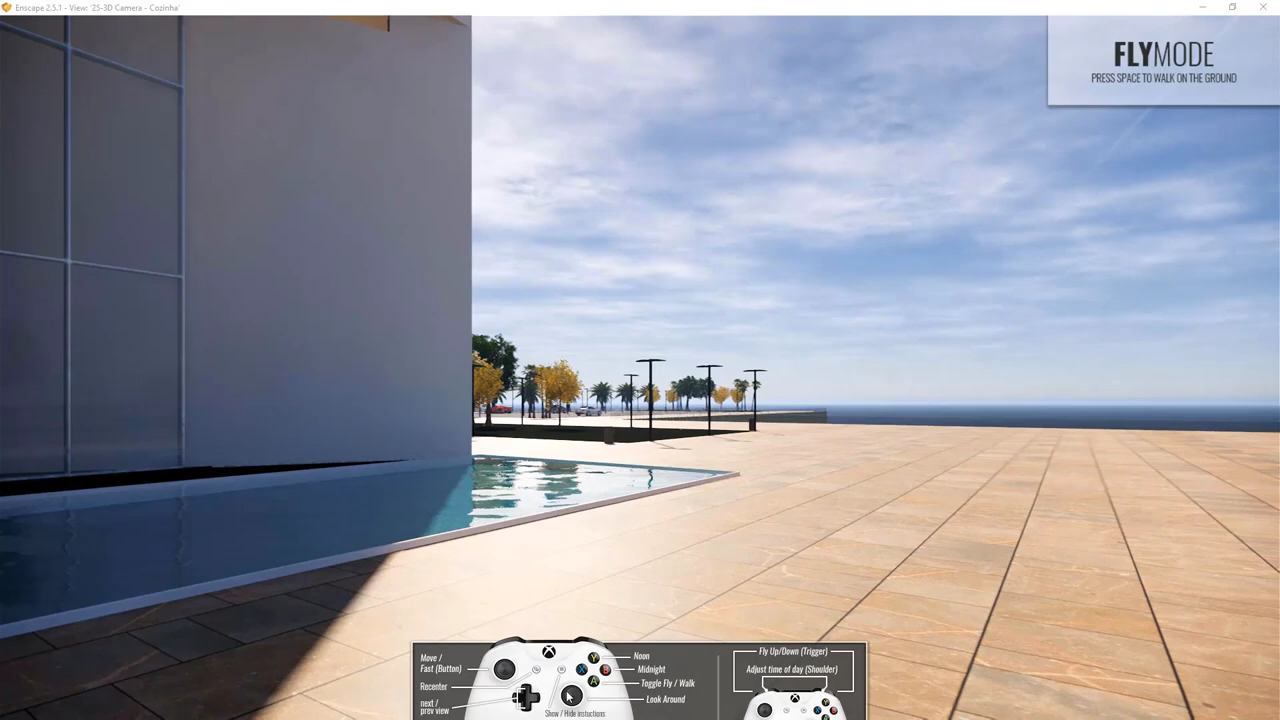 Enscape 2.5.1 - View: '25-3D Camera - Cozinha'
FLYMODE
PRESS SPACE TO WALK ON THE GROUND
Move /
Fast (Button)
Recenter
next /
prev view
Noon
Midnight
Toggle Fly / Walk
Look Around
Show / Hide instuctions
Y
X
B
A
Fly Up/Down (Trigger)
Adjust time of day (Shoulder)